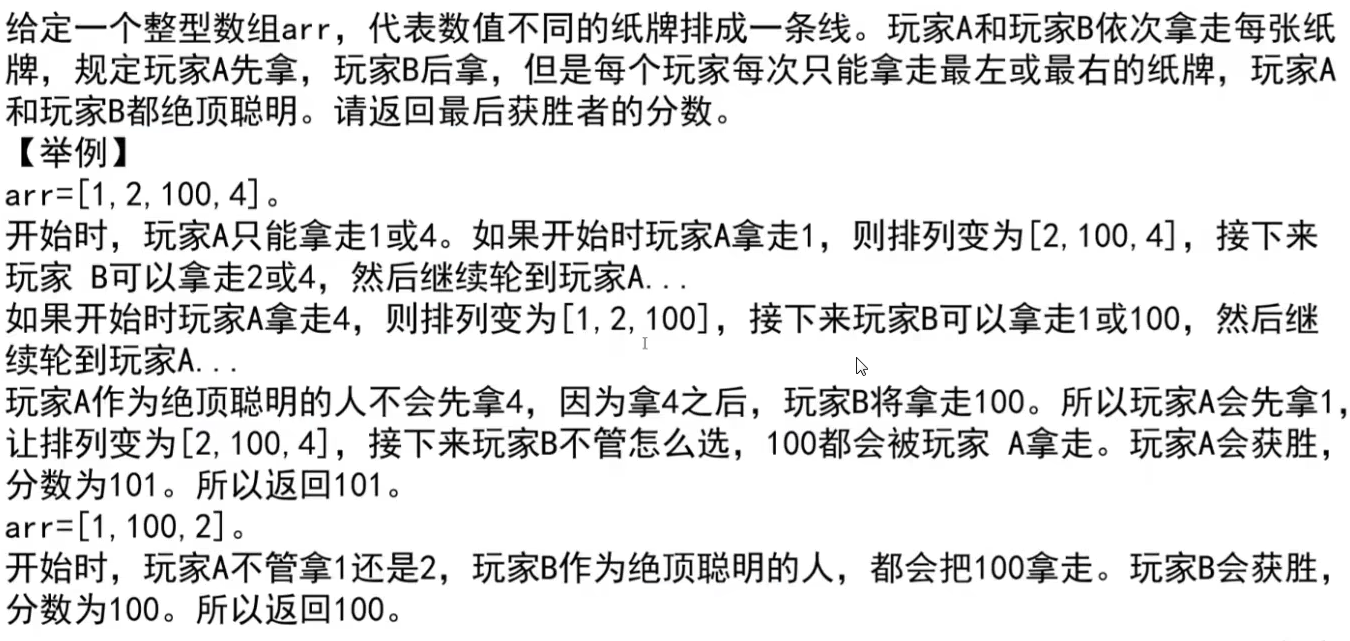 给定一个整型数组arr，代表数值不同的纸牌排成一条线。玩家A和玩家B依次拿走每张纸
牌，规定玩家A先拿，玩家B后拿，但是每个玩家每次只能拿走最左或最右的纸牌，玩家A
和玩家B都绝顶聪明。请返回最后获胜者的分数。
【举例】
arr=[1,2,100,4]。
开始时，玩家A只能拿走1或4。如果开始时玩家A拿走1，则排列变为[2,100,4]，接下来
玩家 B可以拿走2或4，然后继续轮到玩家A...
如果开始时玩家A拿走4，则排列变为[1,2,100]，接下来玩家B可以拿走1或100，然后继
续轮到玩家A...
玩家A作为绝顶聪明的人不会先拿4，因为拿4之后，玩家B将拿走100。所以玩家A会先拿1，
让排列变为[2,100,4]，接下来玩家B不管怎么选，100都会被玩家 A拿走。玩家A会获胜，
分数为101。所以返回101。
arr=[1,100,2]。
开始时，玩家A不管拿1还是2，玩家B作为绝顶聪明的人，都会把100拿走。玩家B会获胜，
分数为100。所以返回100。